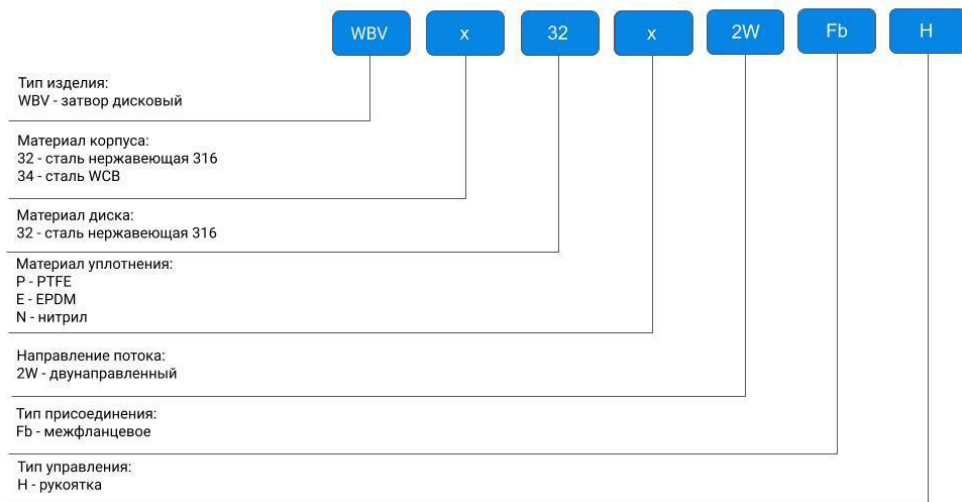 WBV x 32 x 2W Fb H
Тип изделия:
WBV - затвор дисковый
Материал корпуса:
32 - сталь нержавеющая 316
34 - сталь WCB
Материал диска:
32 - сталь нержавеющая 316
Материал уплотнения:
P - PTFE
E - EPDM
N - нитрил
Направление потока:
2W - двунаправленный
Тип присоединения:
Fb - межфланцевое
Тип управления:
H - рукоятка